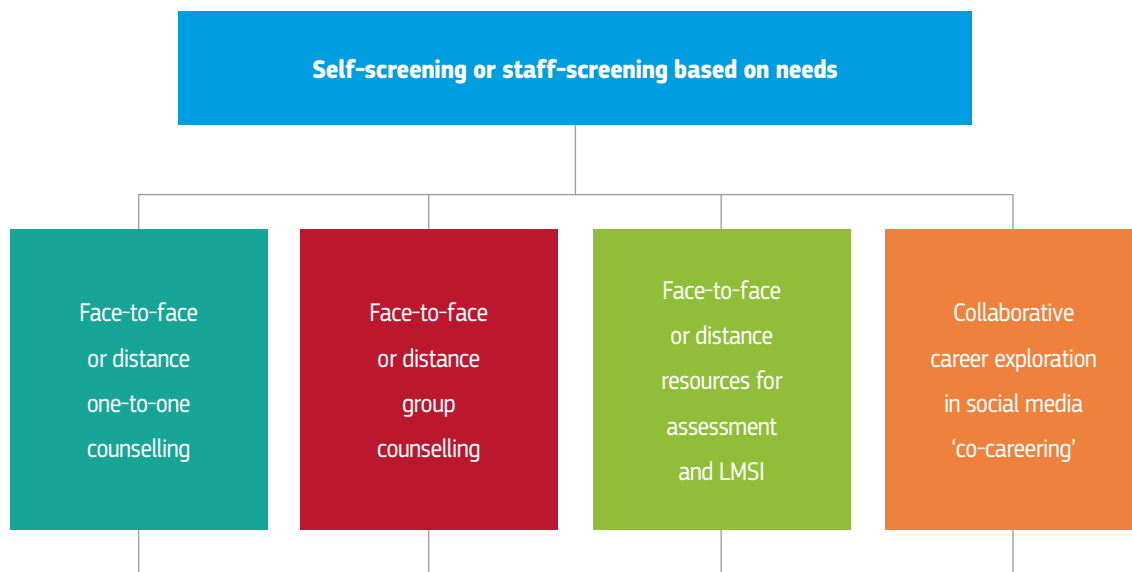 Self-screening or staff-screening based on needs
Face-to-face
or distance
one-to-one
counselling
Face-to-face
or distance
group
counselling
Face-to-face
or distance
resources for
assessment
and LMSI
Collaborative
career exploration
in social media
‘co-careering’